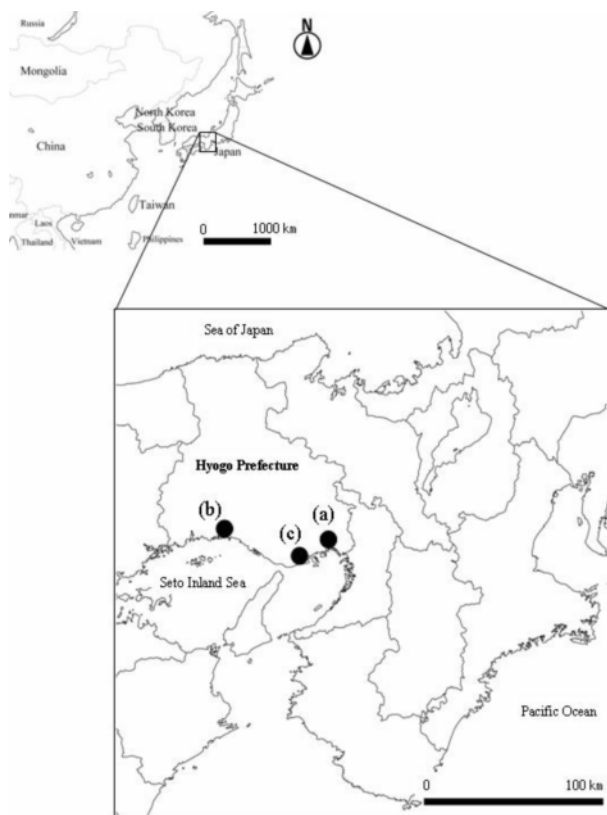 Russia
N
Mongolia
North Korea
South Korea
China
Japan
Taiwan
nmar
Laos
0 1000 km
Thailand
Vietnam
Philippines
Sea of Japan
Hyogo Prefecture
(b)
(a)
(c)
Seto Inland Sea
Pacific Ocean
0 100 km